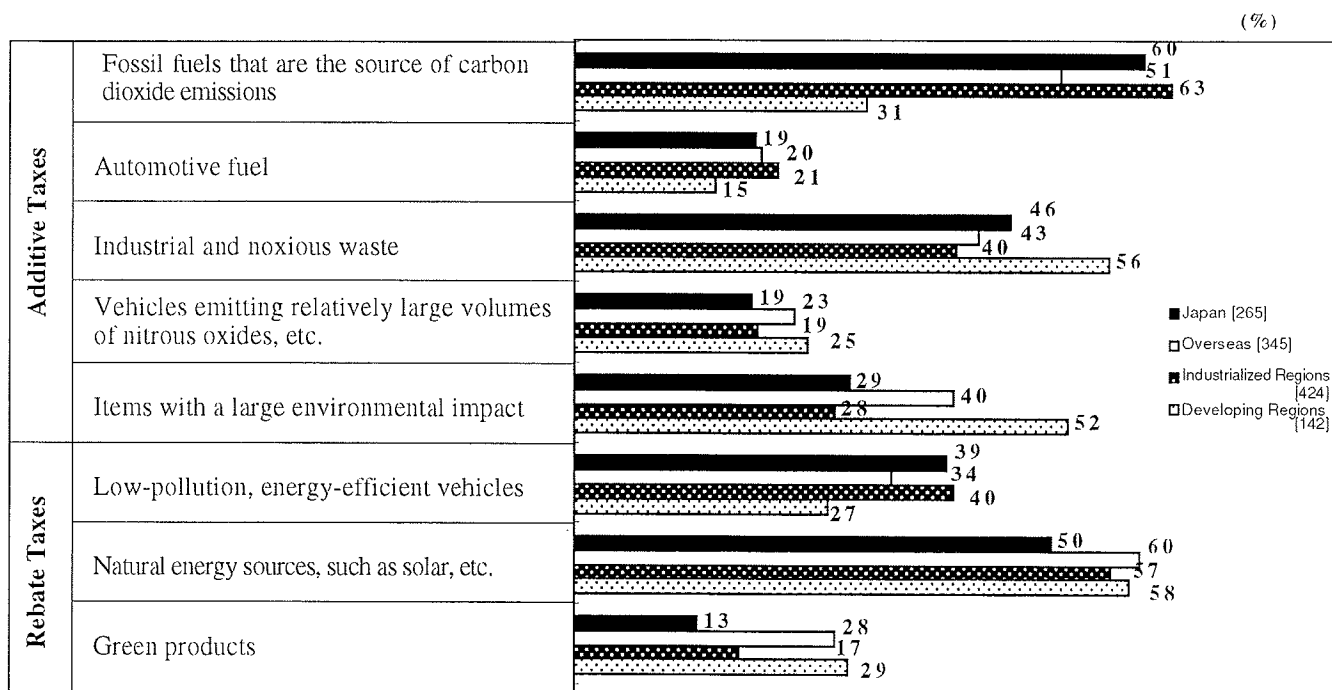 (%)
Additive Taxes
Fossil fuels that are the source of carbon
dioxide emissions
60
51
63
31
Automotive fuel
19
20
21
15
Industrial and noxious waste
46
43
40
56
Vehicles emitting relatively large volumes
of nitrous oxides, etc.
19
23
19
25
Items with a large environmental impact
29
40
28
52
Rebate Taxes
Low-pollution, energy-efficient vehicles
39
34
40
27
Natural energy sources, such as solar, etc.
50
60
57
58
Green products
13
28
17
29
Japan [265]
Overseas [345]
Industrialized Regions
[424]
Developing Regions
[142]